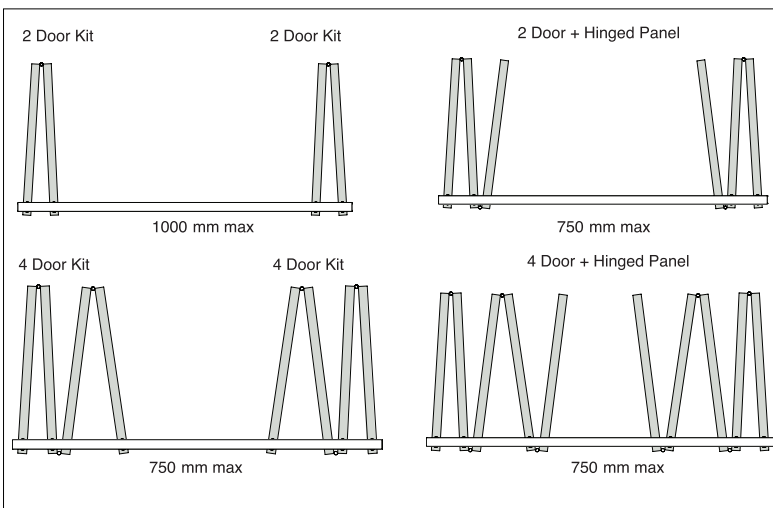 2 Door Kit
2 Door Kit
1000 mm max
2 Door + Hinged Panel
750 mm max
4 Door Kit
4 Door Kit
750 mm max
4 Door + Hinged Panel
750 mm max